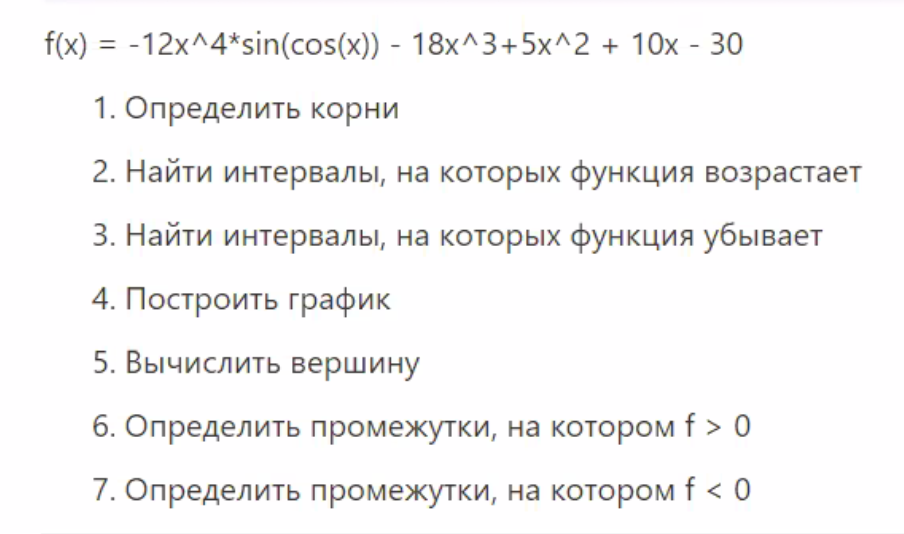 f(x) = -12x^4*sin(cos(x)) - 18x^3+5x^2 + 10x - 30
1. Определить корни
2. Найти интервалы, на которых функция возрастает
3. Найти интервалы, на которых функция убывает
4. Построить график
5. Вычислить вершину
6. Определить промежутки, на котором f > 0
7. Определить промежутки, на котором f < 0